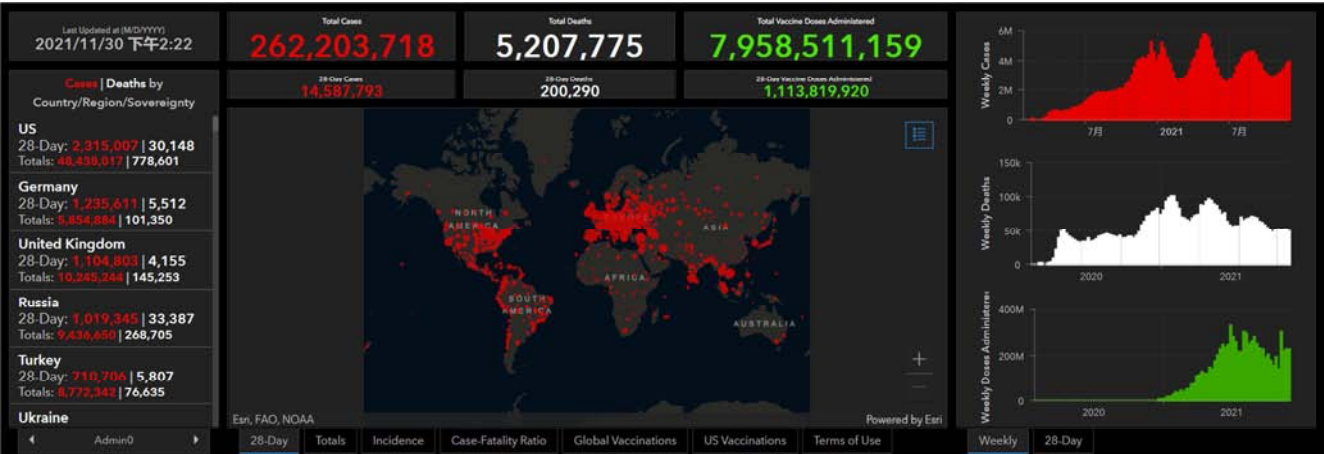 Last Updated at (M/D/YYYY)
2021/11/30 下午2:22
Cases | Deaths by
Country/Region/Sovereignty
US
28-Day: 2,315,007 | 30,148
Totals: 48,438,017 | 778,601
Germany
28-Day: 1,235,611 | 5,512
Totals: 5,854,884 | 101,350
United Kingdom
28-Day: 1,104,803 | 4,155
Totals: 10,245,244 | 145,253
Russia
28-Day: 1,019,345 | 33,387
Totals: 9,436,650 | 268,705
Turkey
28-Day: 710,706 | 5,807
Totals: 8,772,342 | 76,635
Ukraine
Admin0
Total Cases
262,203,718
Total Deaths
5,207,775
Total Vaccine Doses Administered
7,958,511,159
28-Day Cases
14,587,793
28-Day Deaths
200,290
28-Day Vaccine Doses Administered
1,113,819,920
NORTH
AMERICA
EUROPE
ASIA
AFRICA
SOUTH
AMERICA
AUSTRALIA
Esri, FAO, NOAA
Powered by Esri
28-Day
Totals
Incidence
Case-Fatality Ratio
Global Vaccinations
US Vaccinations
Terms of Use
Weekly Cases
6M
4M
2M
0
7月
2021
7月
Weekly Deaths
150k
100k
50k
0
2020
2021
Weekly Doses Administered
400M
200M
0
2020
2021
Weekly
28-Day